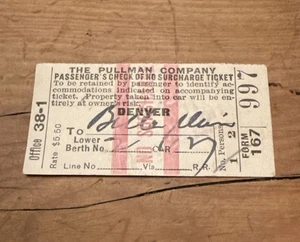 THE PULLMAN COMPANY
PASSENGER'S CHECK OF HD SURCHARGE TICKET
To be retained by passenger to identify accommodations indicated on accompanying ticket. Property taken into car will be entirely at owner's risk.
DENVER
TO
Lower
Berth No. Car
Line No. Via R.R.
Office 38-1
Rate $5.50
No. Persons
1 2
FORM 167
997